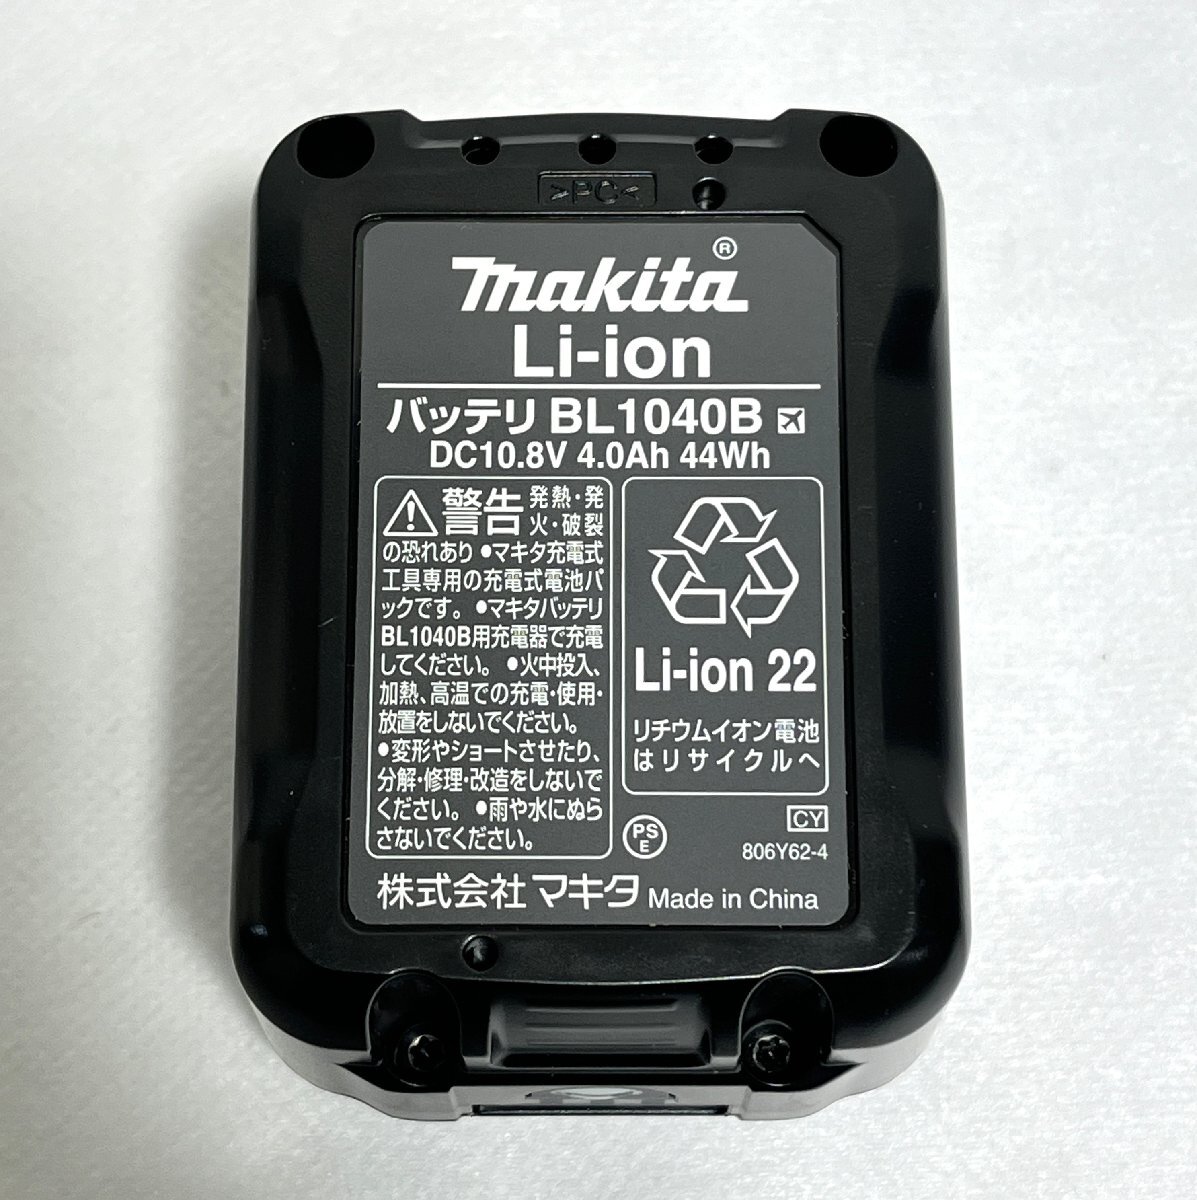 >PC<
makita®
Li-ion
バッテリ BL1040B
DC10.8V 4.0Ah 44Wh
警告 発熱・発
火・破裂
の恐れあり ●マキタ充電式
工具専用の充電式電池パ
ックです。 ●マキタバッテリ
BL1040B用充電器で充電
してください。 ●火中投入、
加熱、高温での充電・使用・
放置をしないでください。
●変形やショートさせたり、
分解・修理・改造をしないで
ください。 ●雨や水にぬら
さないでください。
Li-ion 22
リチウムイオン電池
はリサイクルへ
PS
E
CY
806Y62-4
株式会社 マキタ Made in China